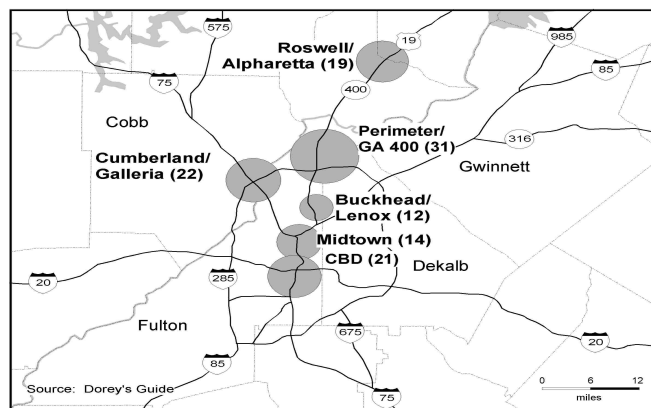 575
19
985
Roswell/
Alpharetta (19)
75
400
85
Cobb
316
Perimeter/
GA 400 (31)
Cumberland/
Galleria (22)
Gwinnett
Buckhead/
Lenox (12)
Midtown (14)
CBD (21)
Dekalb
20
285
Fulton
675
20
85
Source: Dorey's Guide
75
0 6 12
miles